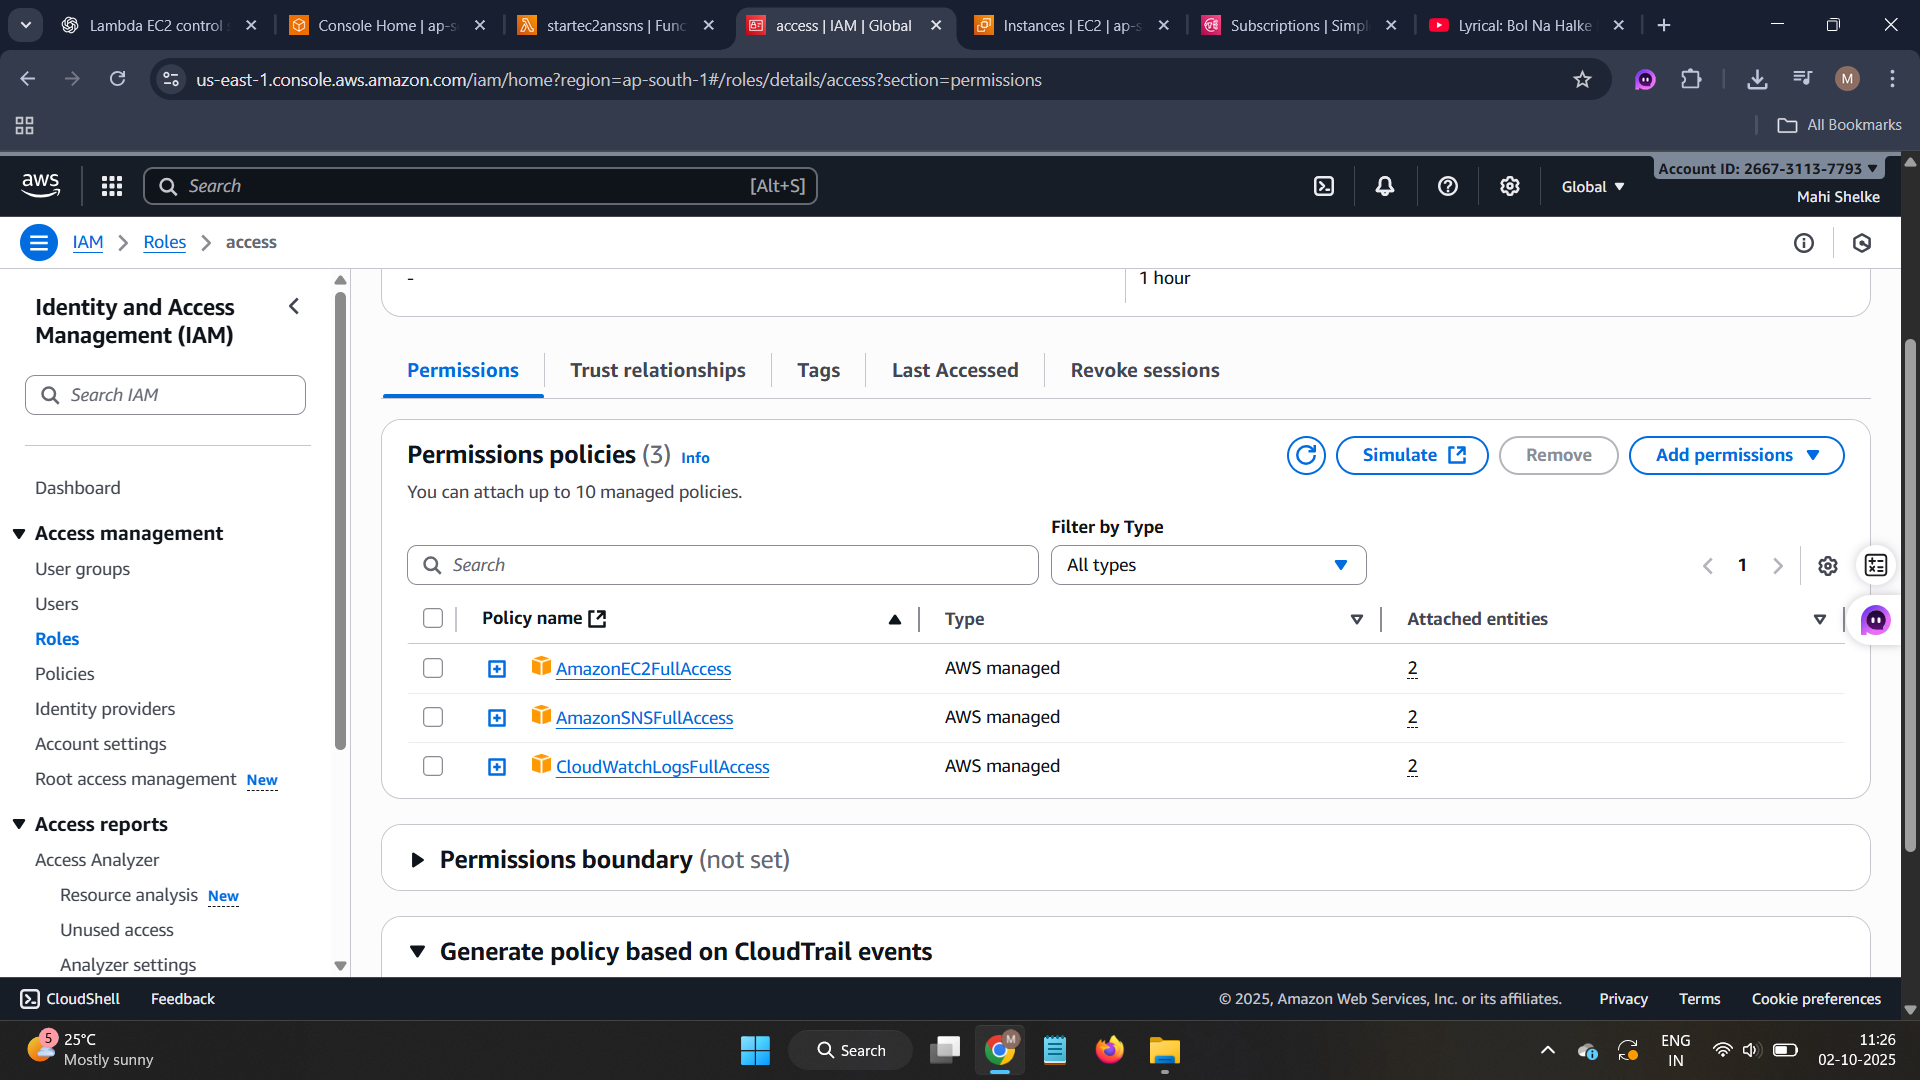 Lambda EC2 control
Console Home | ap-s
startec2anssns | Func
access | IAM | Global
Instances | EC2 | ap-s
Subscriptions | Simpl
Lyrical: Bol Na Halke
us-east-1.console.aws.amazon.com/iam/home?region=ap-south-1#/roles/details/access?section=permissions
M
All Bookmarks
aws
Search
[Alt+S]
Global
Account ID: 2667-3113-7793
Mahi Shelke
IAM
Roles
access
Identity and Access
Management (IAM)
Search IAM
Dashboard
Access management
User groups
Users
Roles
Policies
Identity providers
Account settings
Root access management New
Access reports
Access Analyzer
Resource analysis New
Unused access
Analyzer settings
-
1 hour
Permissions
Trust relationships
Tags
Last Accessed
Revoke sessions
Permissions policies (3) Info
You can attach up to 10 managed policies.
Simulate
Remove
Add permissions
Filter by Type
Search
All types
1
Policy name
Type
Attached entities
AmazonEC2FullAccess
AWS managed
2
AmazonSNSFullAccess
AWS managed
2
CloudWatchLogsFullAccess
AWS managed
2
Permissions boundary (not set)
Generate policy based on CloudTrail events
CloudShell
Feedback
© 2025, Amazon Web Services, Inc. or its affiliates.
Privacy
Terms
Cookie preferences
5
25°C
Mostly sunny
Search
M
ENG
IN
11:26
02-10-2025